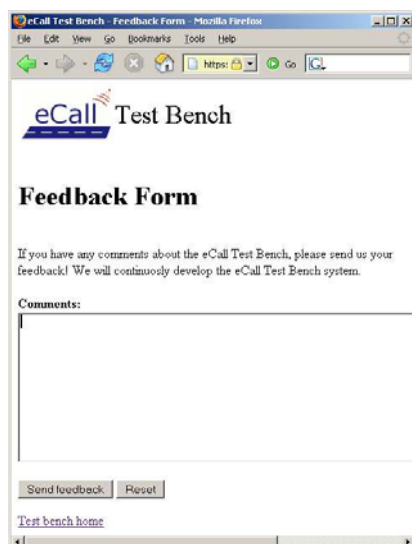 eCall Test Bench - Feedback Form - Mozilla Firefox
File Edit View Go Bookmarks Tools Help
https: Go G
eCall Test Bench
Feedback Form
If you have any comments about the eCall Test Bench, please send us your
feedback! We will continuosly develop the eCall Test Bench system.
Comments:
Send feedback Reset
Test bench home